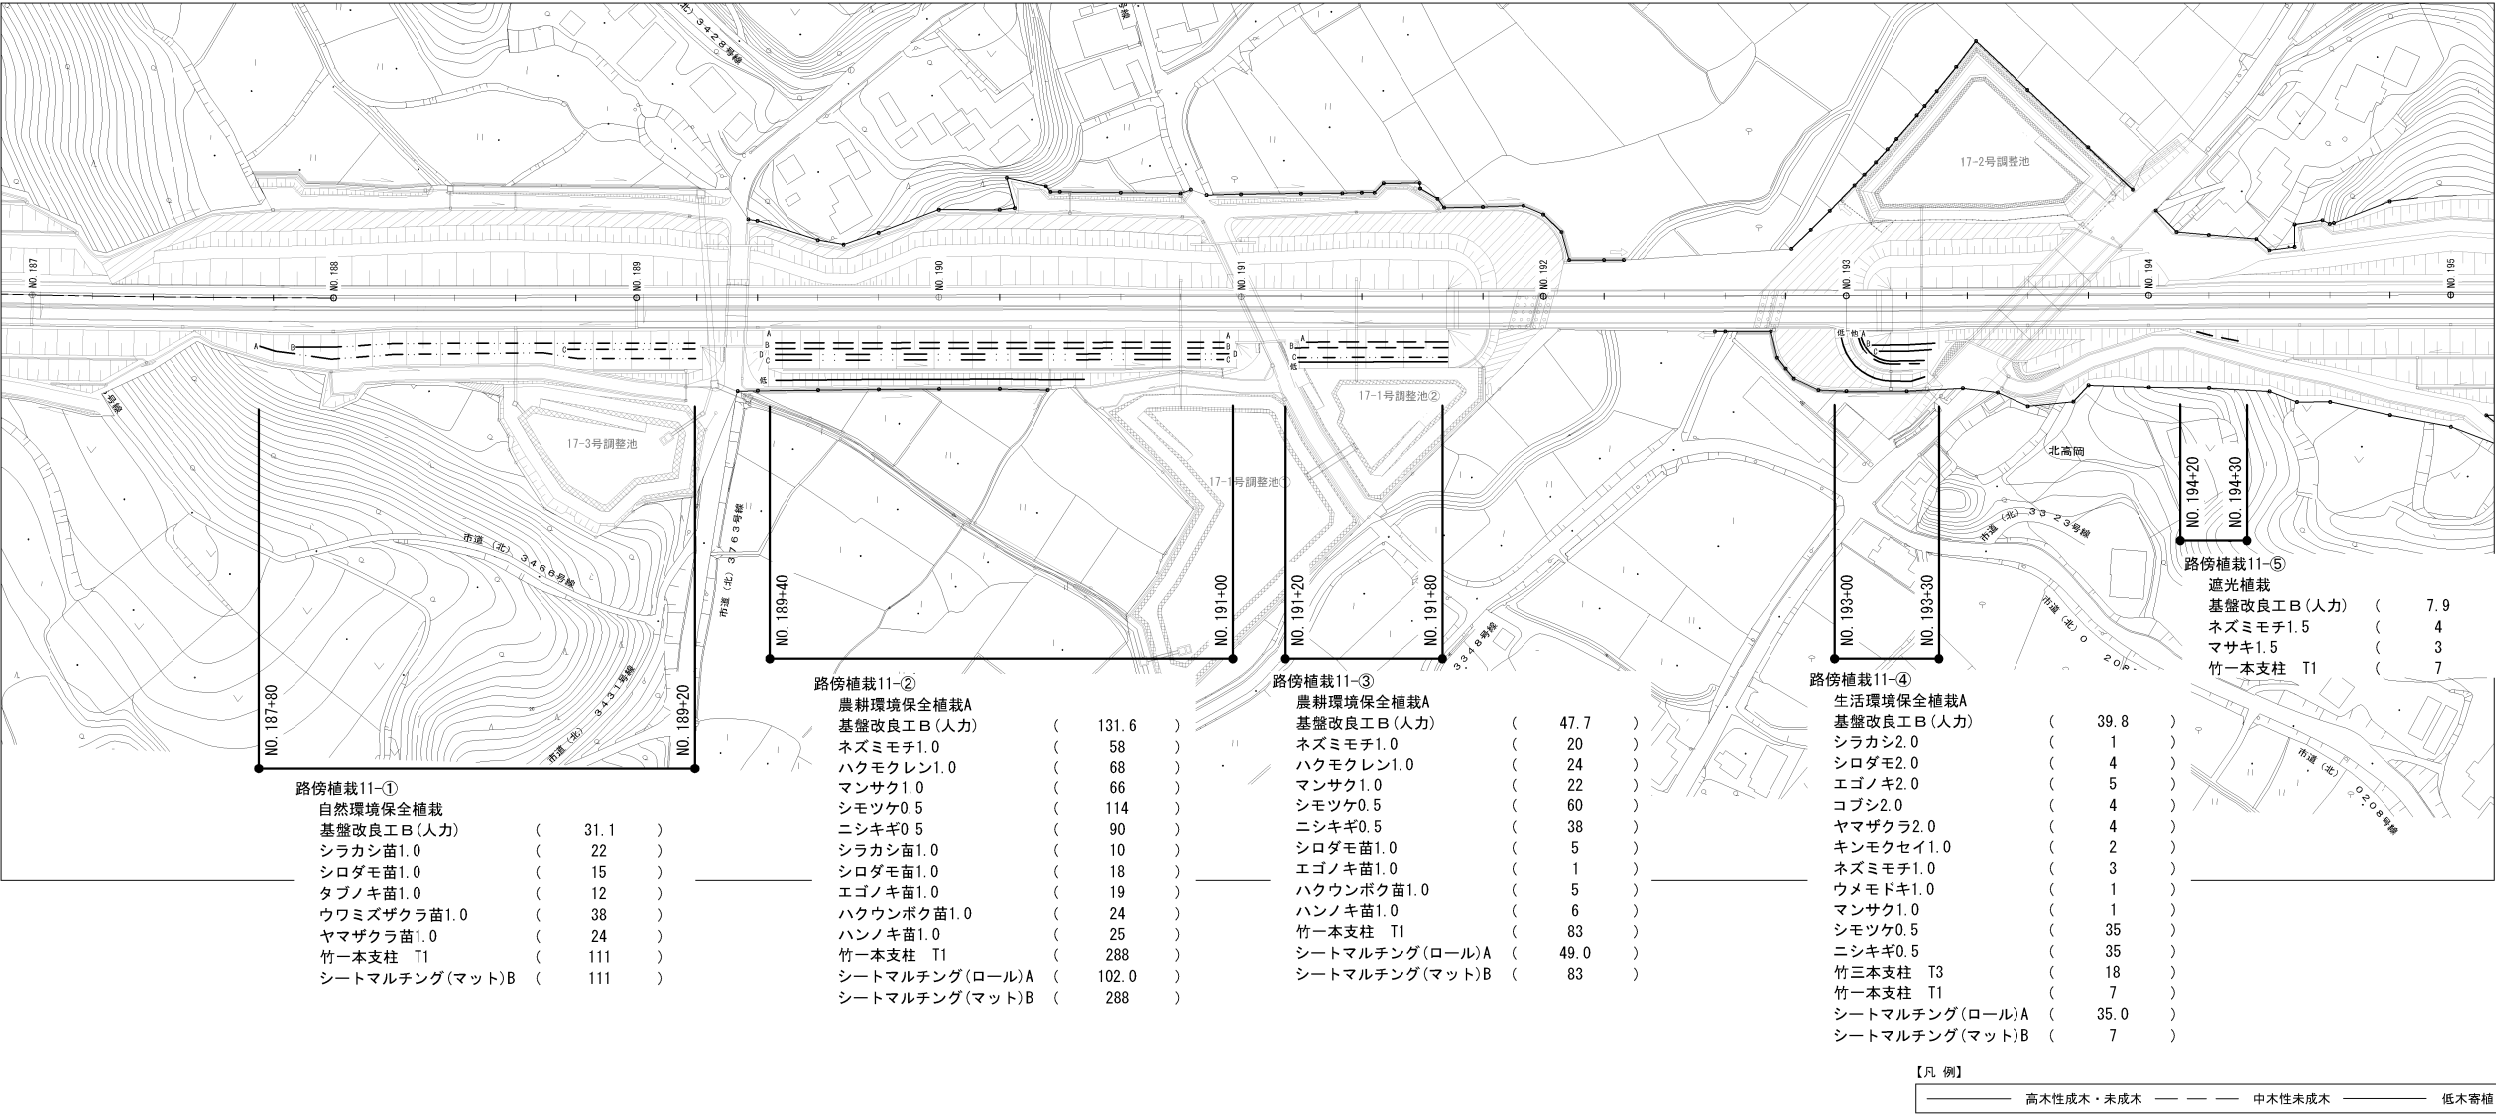 (北)3428号線
号線
17-2号調整池
NO.187
NO.188
NO.189
NO.190
NO.191
NO.192
NO.193
NO.194
NO.195
A
B
C
A
B
D
C
低
A
B
D
C
A
B
C
低
低
他
A
B
C
号線
17-3号調整池
17-1号調整池①
17-1号調整池②
北高岡
市道(北)3466号線
市道(北)3763号線
市道(北)3431号線
3348号線
市道(北)3323号線
市道(北)0208
市道(北)
0208号線
NO.187+80
NO.189+20
NO.189+40
NO.191+00
NO.191+20
NO.191+80
NO.193+00
NO.193+30
NO.194+20
NO.194+30
路傍植栽11-①
自然環境保全植栽
基盤改良工B(人力) ( 31.1 )
シラカシ苗1.0 ( 22 )
シロダモ苗1.0 ( 15 )
タブノキ苗1.0 ( 12 )
ウワミズザクラ苗1.0 ( 38 )
ヤマザクラ苗1.0 ( 24 )
竹一本支柱 T1 ( 111 )
シートマルチング(マット)B ( 111 )
路傍植栽11-②
農耕環境保全植栽A
基盤改良工B(人力) ( 131.6 )
ネズミモチ1.0 ( 58 )
ハクモクレン1.0 ( 68 )
マンサク1.0 ( 66 )
シモツケ0.5 ( 114 )
ニシキギ0.5 ( 90 )
シラカシ苗1.0 ( 10 )
シロダモ苗1.0 ( 18 )
エゴノキ苗1.0 ( 19 )
ハクウンボク苗1.0 ( 24 )
ハンノキ苗1.0 ( 25 )
竹一本支柱 T1 ( 288 )
シートマルチング(ロール)A ( 102.0 )
シートマルチング(マット)B ( 288 )
路傍植栽11-③
農耕環境保全植栽A
基盤改良工B(人力) ( 47.7 )
ネズミモチ1.0 ( 20 )
ハクモクレン1.0 ( 24 )
マンサク1.0 ( 22 )
シモツケ0.5 ( 60 )
ニシキギ0.5 ( 38 )
シロダモ苗1.0 ( 5 )
エゴノキ苗1.0 ( 1 )
ハクウンボク苗1.0 ( 5 )
ハンノキ苗1.0 ( 6 )
竹一本支柱 T1 ( 83 )
シートマルチング(ロール)A ( 49.0 )
シートマルチング(マット)B ( 83 )
路傍植栽11-④
生活環境保全植栽A
基盤改良工B(人力) ( 39.8 )
シラカシ2.0 ( 1 )
シロダモ2.0 ( 4 )
エゴノキ2.0 ( 5 )
コブシ2.0 ( 4 )
ヤマザクラ2.0 ( 4 )
キンモクセイ1.0 ( 2 )
ネズミモチ1.0 ( 3 )
ウメモドキ1.0 ( 1 )
マンサク1.0 ( 1 )
シモツケ0.5 ( 35 )
ニシキギ0.5 ( 35 )
竹三本支柱 T3 ( 18 )
竹一本支柱 T1 ( 7 )
シートマルチング(ロール)A ( 35.0 )
シートマルチング(マット)B ( 7 )
路傍植栽11-⑤
遮光植栽
基盤改良工B(人力) ( 7.9
ネズミモチ1.5 ( 4
マサキ1.5 ( 3
竹一本支柱 T1 ( 7
【凡 例】
高木性成木・未成木 中木性未成木 低木寄植